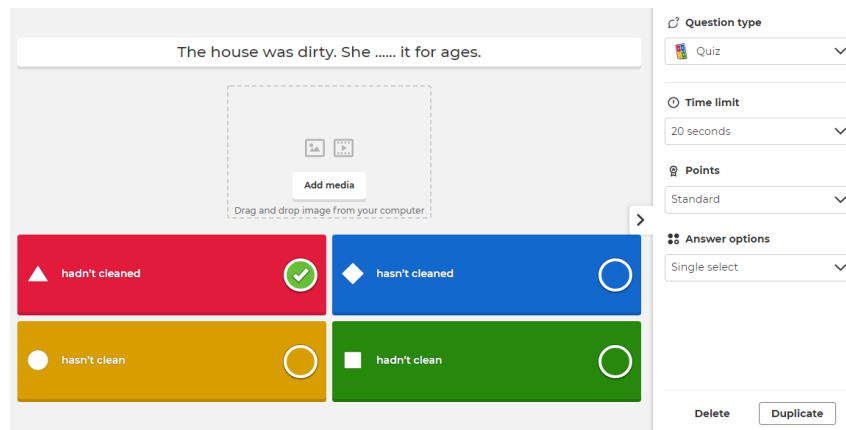 The house was dirty. She ...... it for ages.
Add media
Drag and drop image from your computer
hadn't cleaned
hasn't cleaned
hasn't clean
hadn't clean
Question type
Quiz
Time limit
20 seconds
Points
Standard
Answer options
Single select
Delete
Duplicate